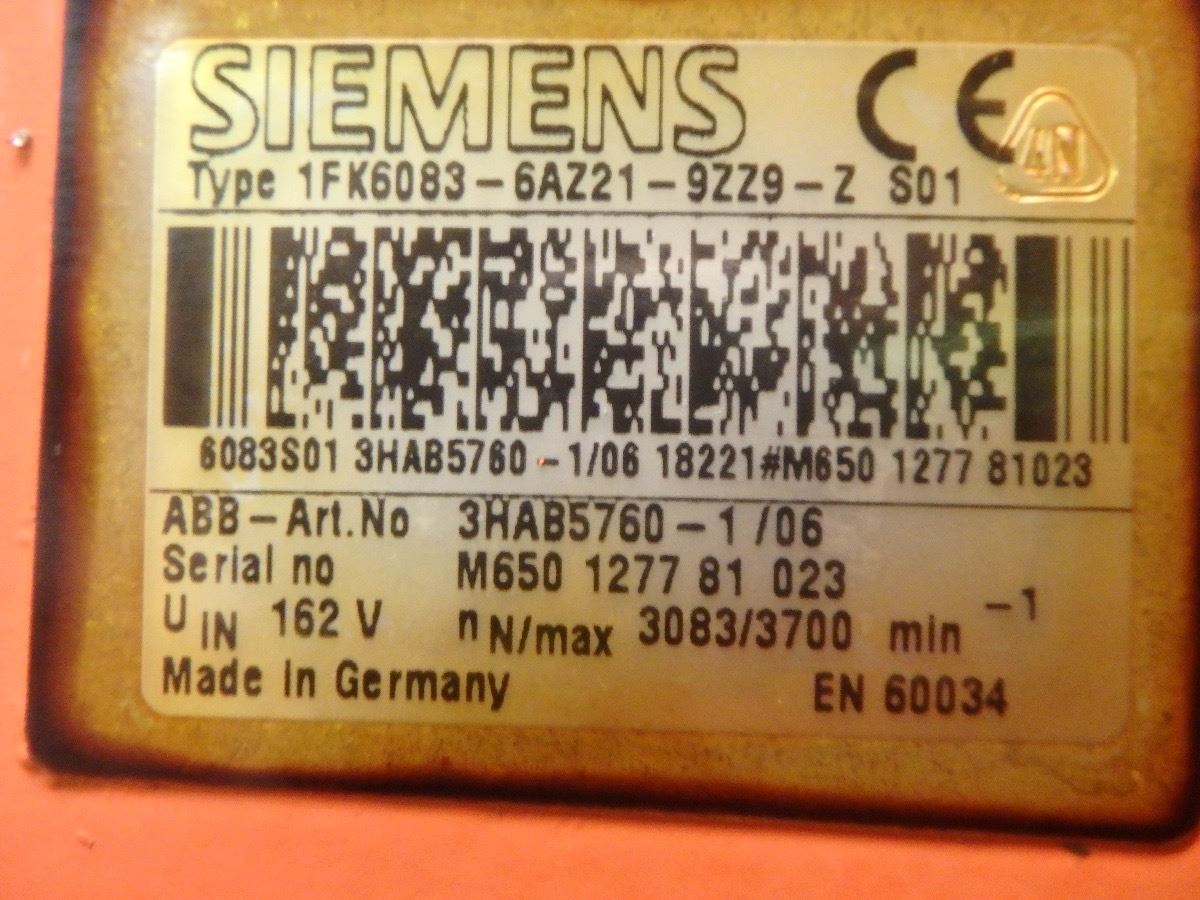 SIEMENS CE
4N
Type 1FK6083-6AZ21-9ZZ9-Z S01
6083S01 3HAB5760-1/06 18221#M650 1277 81023
ABB-Art.No 3HAB5760-1/06
Serial no M650 1277 81 023
U IN 162 V n N/max 3083/3700 min -1
Made in Germany EN 60034